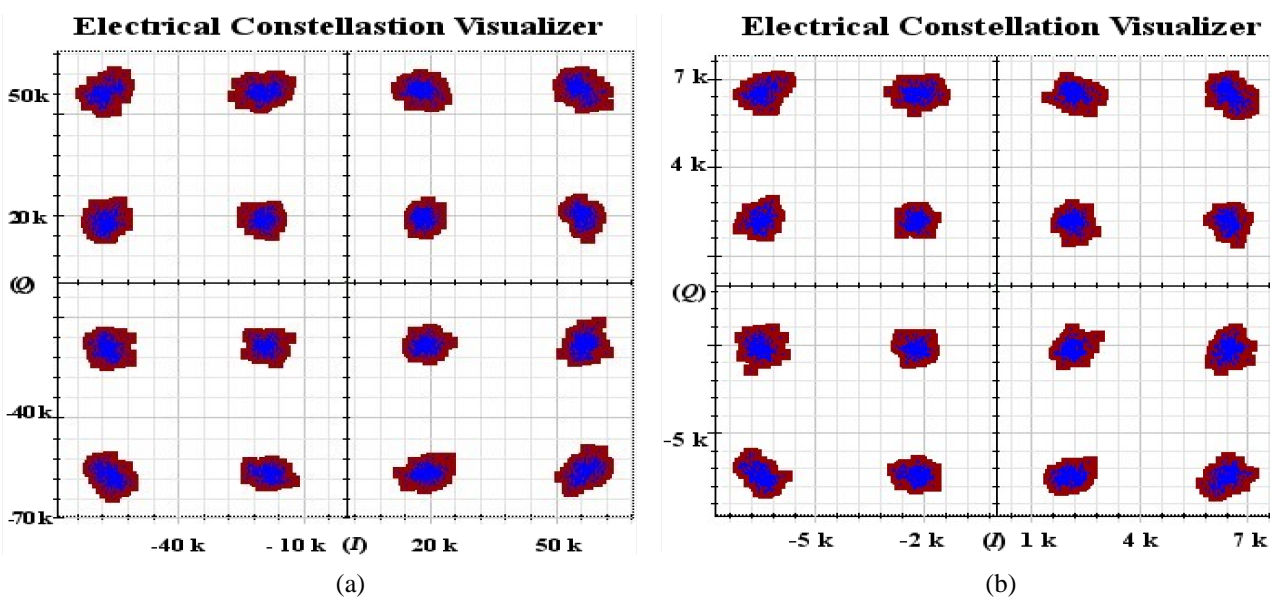 Electrical Constellastion Visualizer
50k
20k
(Q)
-40k
-70k
-40 k
-10 k
(I)
20 k
50 k
(a)
Electrical Constellation Visualizer
7 k
4 k
(Q)
-5 k
-5 k
-2 k
(I)
1 k
4 k
7 k
(b)